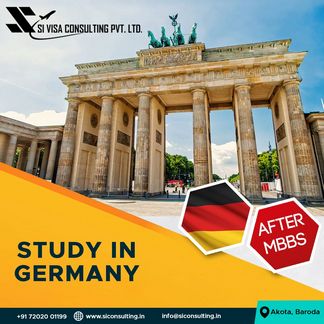 SI VISA CONSULTING PVT. LTD.
AFTER
MBBS
STUDY IN
GERMANY
+91 72020 01199
www.siconsulting.in
info@siconsulting.in
Akota, Baroda